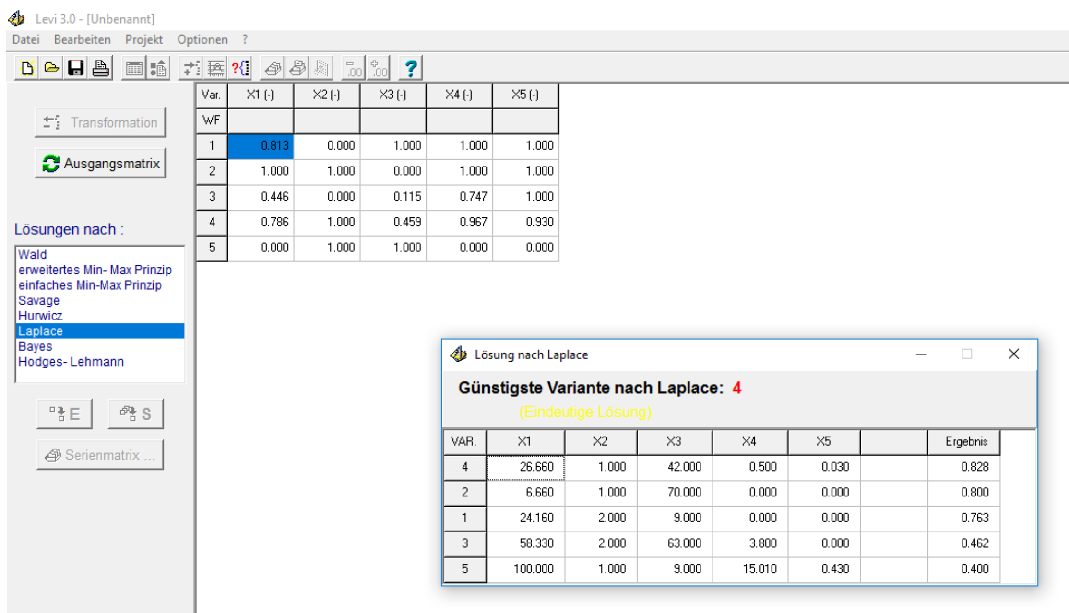 Levi 3.0 - [Unbenannt]
Datei Bearbeiten Projekt Optionen ?
Transformation
Ausgangsmatrix
Lösungen nach :
Wald
erweitertes Min- Max Prinzip
einfaches Min-Max Prinzip
Savage
Hurwicz
Laplace
Bayes
Hodges- Lehmann
E
S
Serienmatrix ...
Var. X1 (-) X2 (-) X3 (-) X4 (-) X5 (-)
WF
1 0.813 0.000 1.000 1.000 1.000
2 1.000 1.000 0.000 1.000 1.000
3 0.446 0.000 0.115 0.747 1.000
4 0.786 1.000 0.459 0.967 0.930
5 0.000 1.000 1.000 0.000 0.000
Lösung nach Laplace
Günstigste Variante nach Laplace: 4
(Eindeutige Lösung)
VAR. X1 X2 X3 X4 X5 Ergebnis
4 26.660 1.000 42.000 0.500 0.030 0.828
2 6.660 1.000 70.000 0.000 0.000 0.800
1 24.160 2.000 9.000 0.000 0.000 0.763
3 58.330 2.000 63.000 3.800 0.000 0.462
5 100.000 1.000 9.000 15.010 0.430 0.400